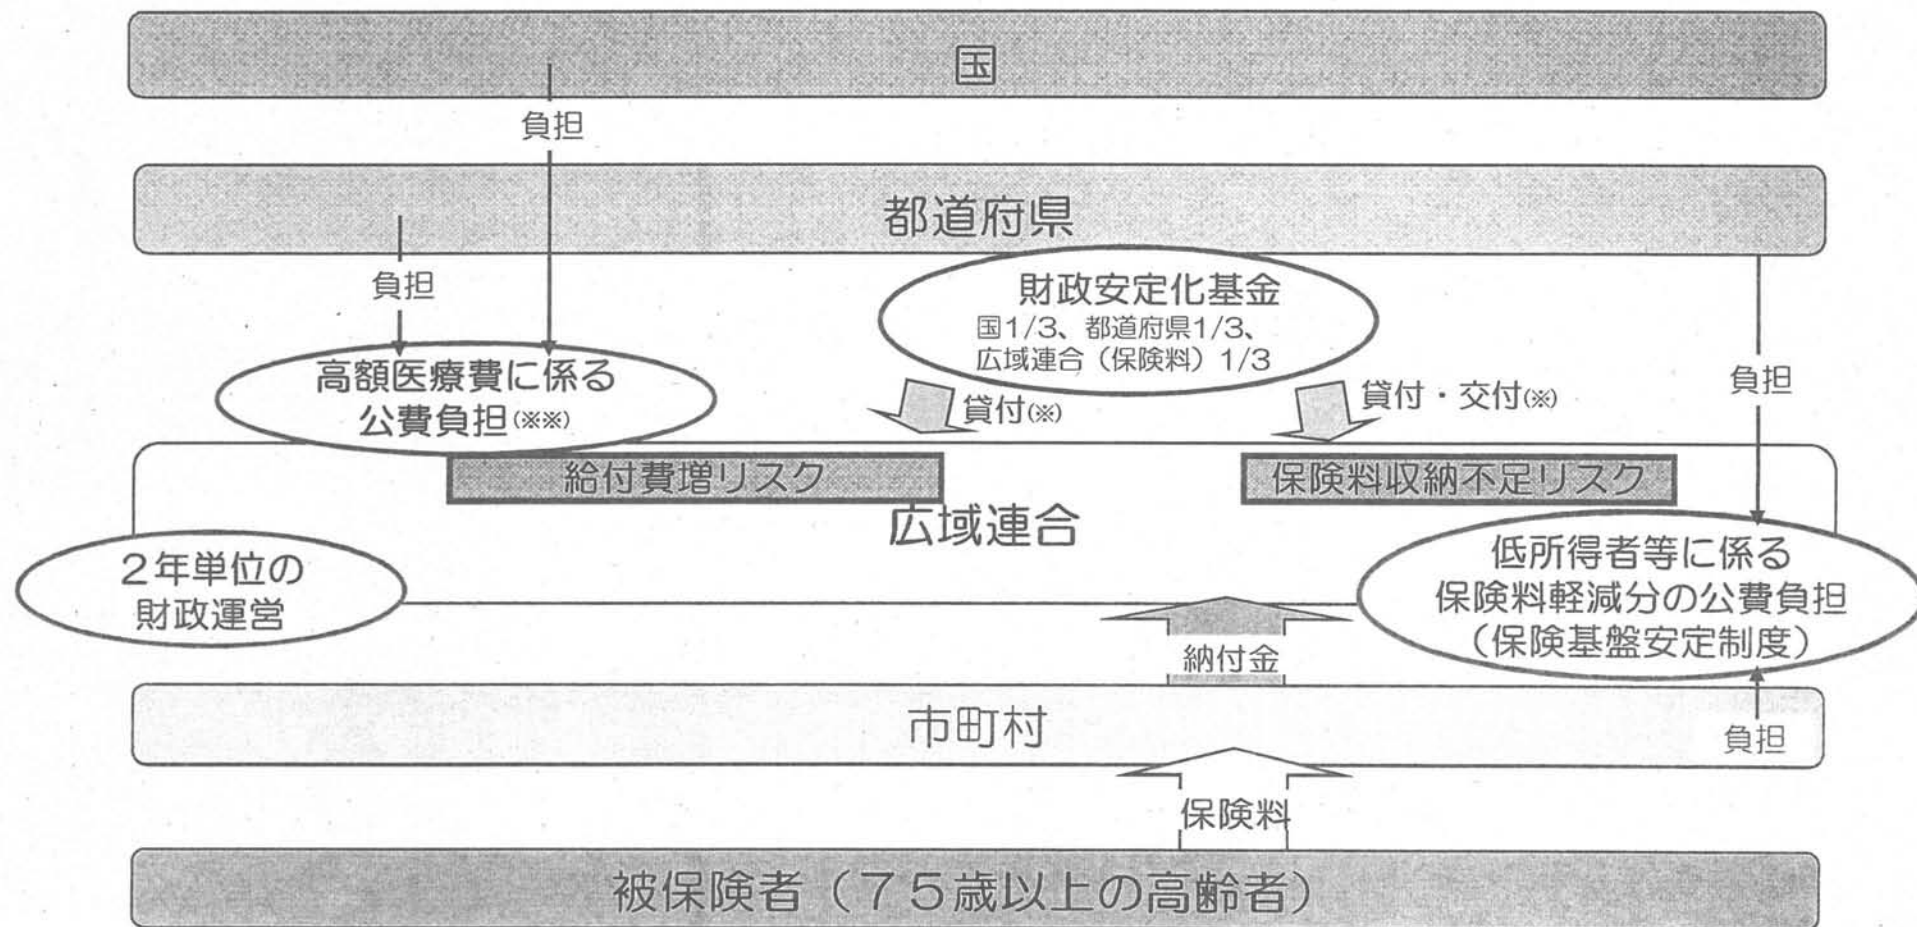 国
負担
都道府県
負担
財政安定化基金
国1/3、都道府県1/3、
広域連合（保険料）1/3
高額医療費に係る
公費負担(※※)
貸付(※)
貸付・交付(※)
負担
給付費増リスク
保険料収納不足リスク
広域連合
２年単位の
財政運営
低所得者等に係る
保険料軽減分の公費負担
（保険基盤安定制度）
納付金
市町村
負担
保険料
被保険者（７５歳以上の高齢者）